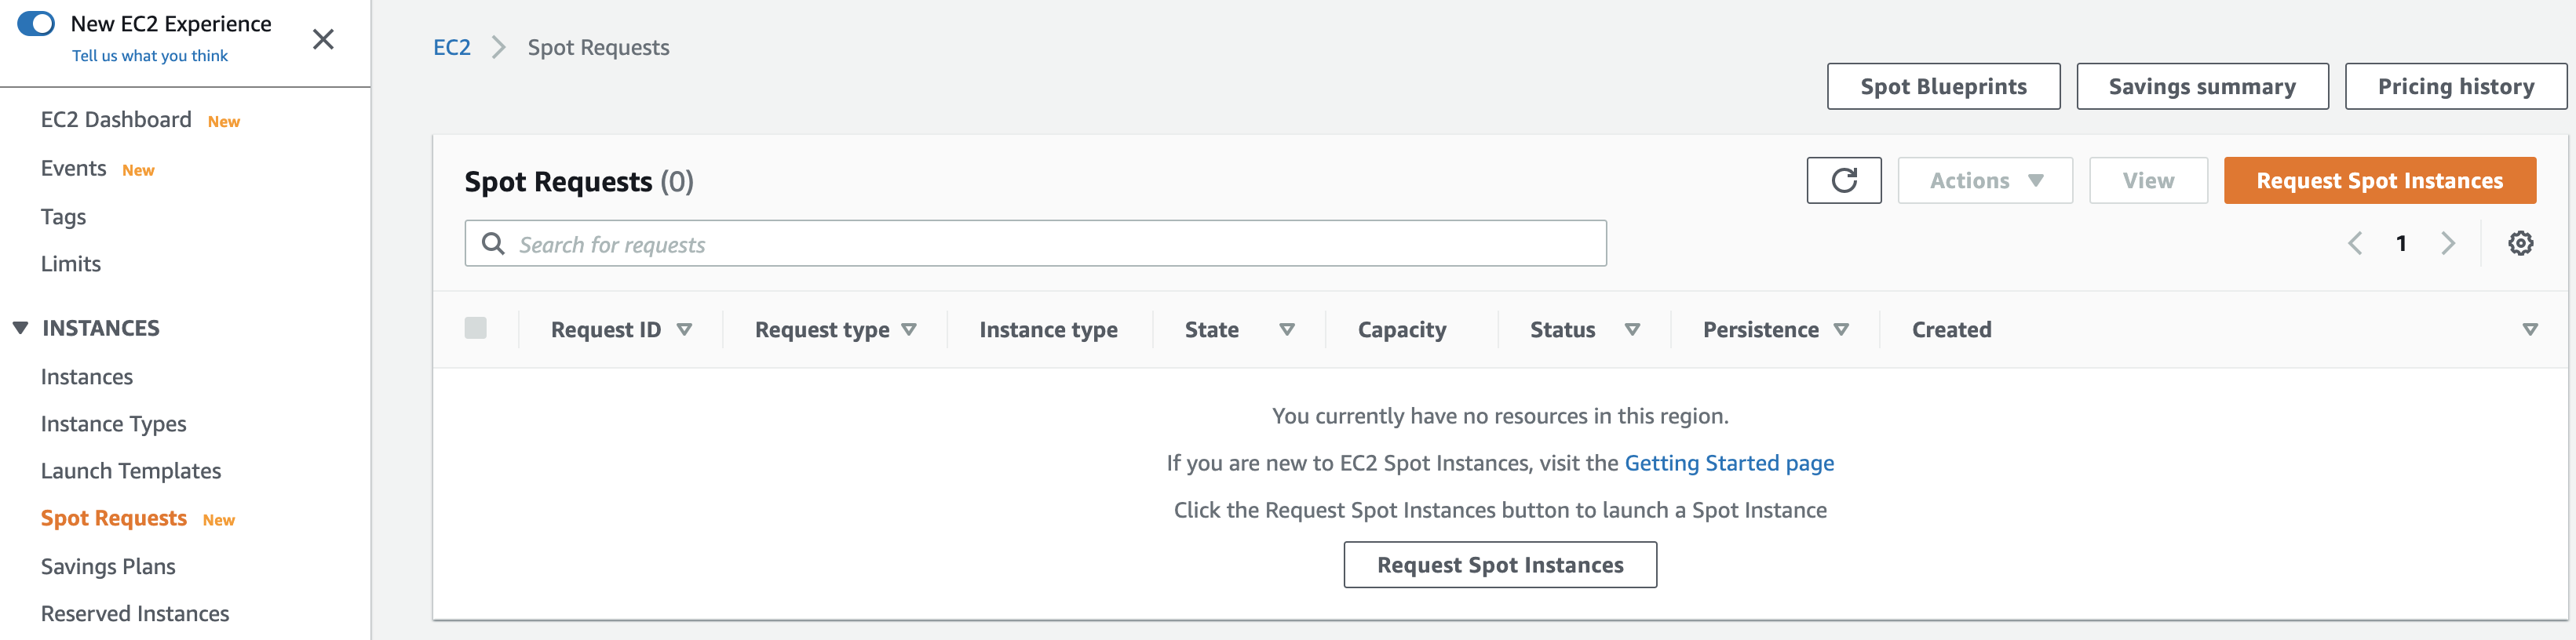 New EC2 Experience
Tell us what you think
EC2 Dashboard New
Events New
Tags
Limits
INSTANCES
Instances
Instance Types
Launch Templates
Spot Requests New
Savings Plans
Reserved Instances
EC2 Spot Requests
Spot Blueprints Savings summary Pricing history
Spot Requests (0) Actions View Request Spot Instances
Search for requests 1
Request ID Request type Instance type State Capacity Status Persistence Created
You currently have no resources in this region.
If you are new to EC2 Spot Instances, visit the Getting Started page
Click the Request Spot Instances button to launch a Spot Instance
Request Spot Instances